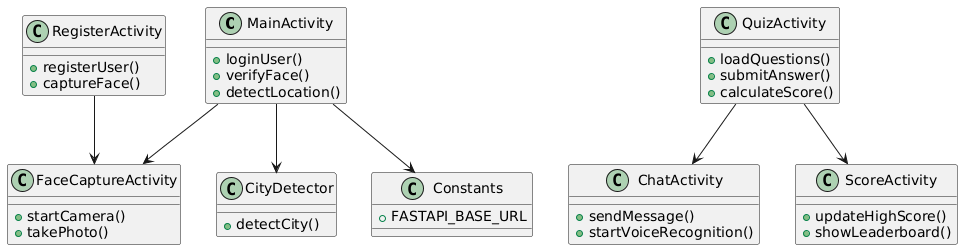 C RegisterActivity
registerUser()
captureFace()
C MainActivity
loginUser()
verifyFace()
detectLocation()
C QuizActivity
loadQuestions()
submitAnswer()
calculateScore()
C FaceCaptureActivity
startCamera()
takePhoto()
C CityDetector
detectCity()
C Constants
FASTAPI_BASE_URL
C ChatActivity
sendMessage()
startVoiceRecognition()
C ScoreActivity
updateHighScore()
showLeaderboard()